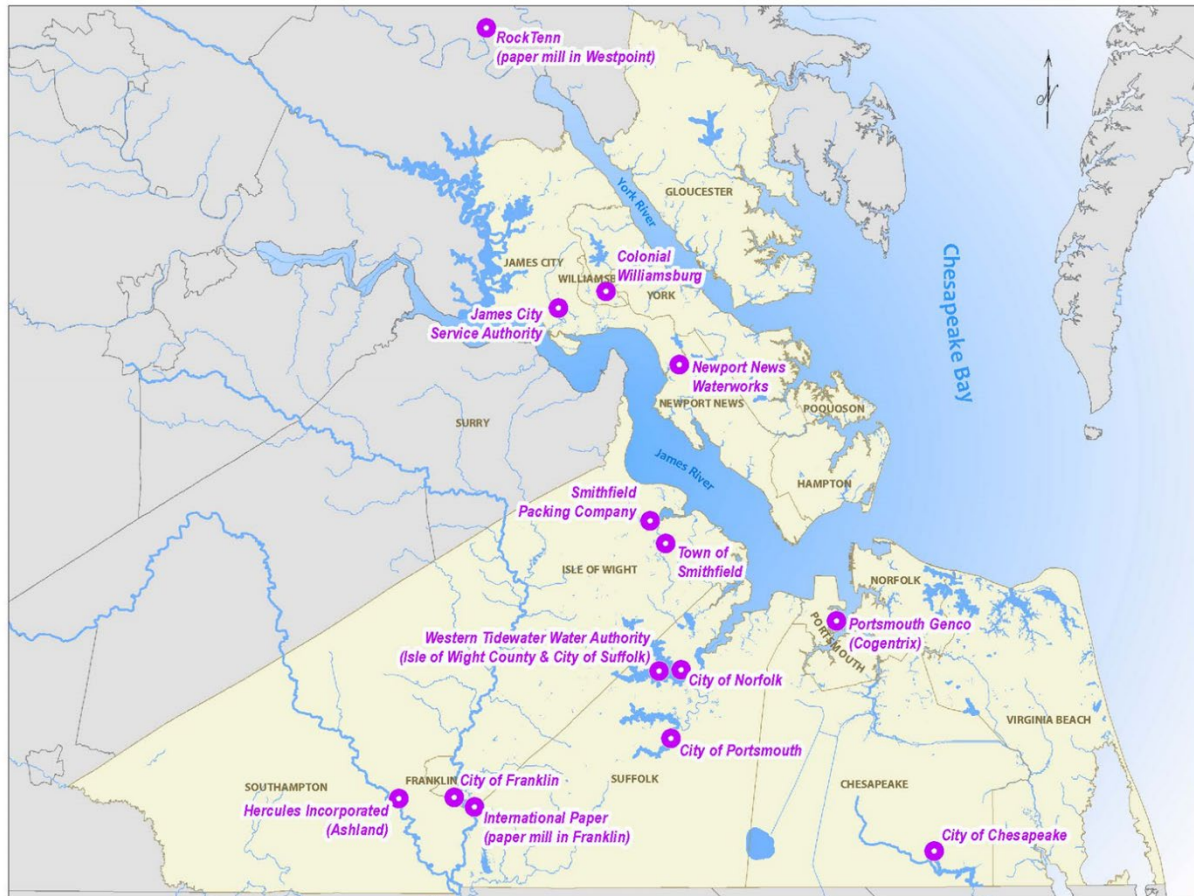 RockTenn
(paper mill in Westpoint)
N
GLOUCESTER
York River
Chesapeake Bay
JAMES CITY
Colonial
Williamsburg
WILLIAMSB
YORK
James City
Service Authority
Newport News
Waterworks
NEWPORT NEWS
POQUOSON
SURRY
James River
HAMPTON
Smithfield
Packing Company
Town of
Smithfield
ISLE OF WIGHT
NORFOLK
PORTSMOUTH
Portsmouth Genco
(Cogentrix)
Western Tidewater Water Authority
(Isle of Wight County & City of Suffolk)
City of Norfolk
VIRGINIA BEACH
City of Portsmouth
SOUTHAMPTON
FRANKLIN
City of Franklin
SUFFOLK
CHESAPEAKE
Hercules Incorporated
(Ashland)
International Paper
(paper mill in Franklin)
City of Chesapeake